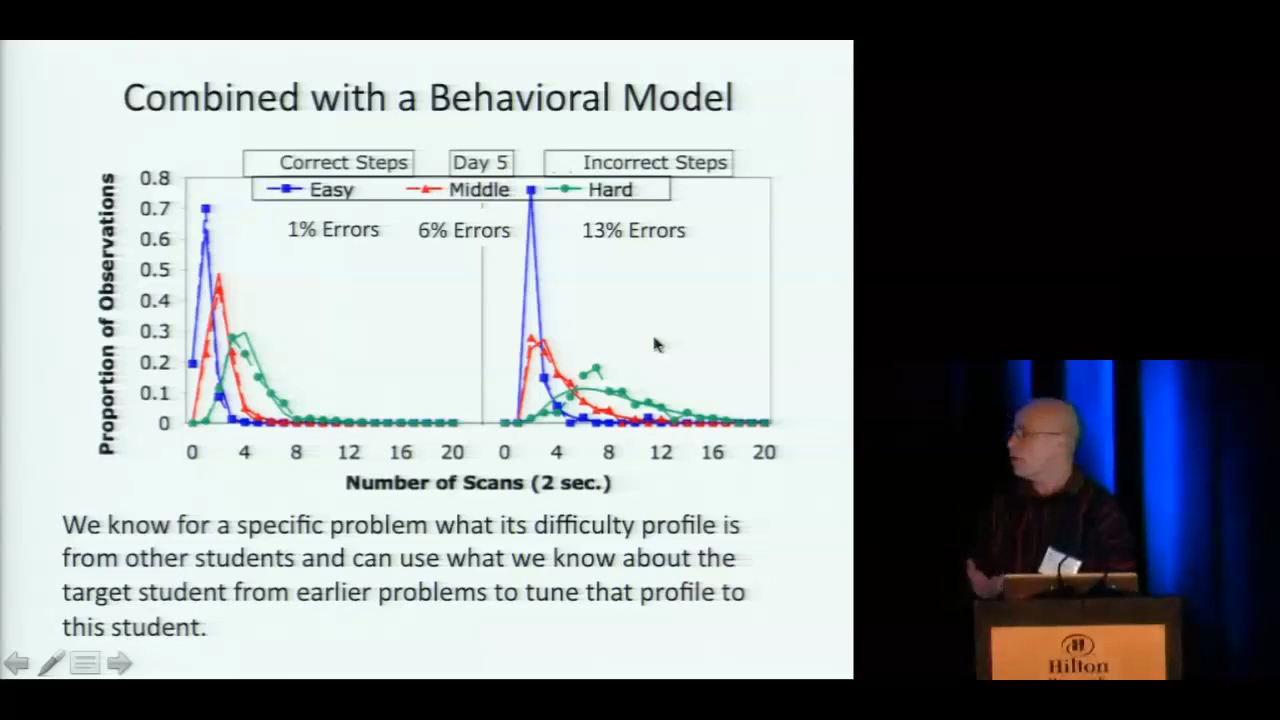 Combined with a Behavioral Model
Correct Steps Day 5 Incorrect Steps
Easy Middle Hard
1% Errors 6% Errors 13% Errors
Proportion of Observations
0.8
0.7
0.6
0.5
0.4
0.3
0.2
0.1
0
0 4 8 12 16 20 0 4 8 12 16 20
Number of Scans (2 sec.)
We know for a specific problem what its difficulty profile is
from other students and can use what we know about the
target student from earlier problems to tune that profile to
this student.
Hilton